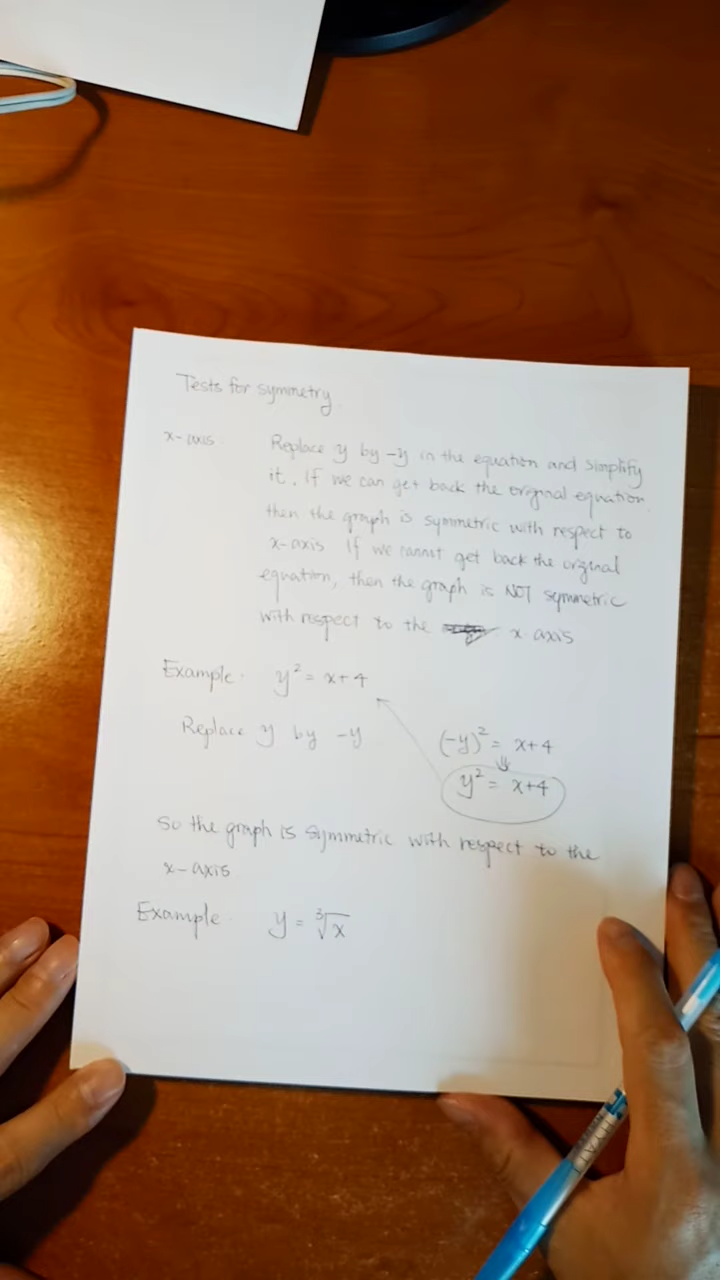 Tests for symmetry.
x-axis. Replace y by -y in the equation and simplify
it. If we can get back the orginal equation
then the graph is symmetric with respect to
x-axis If we cannot get back the orginal
equation, then the graph is NOT symmetric
with respect to the x-axis
Example. y² = x+4
Replace y by -y (-y)² = x+4
⇓
y² = x+4
So the graph is symmetric with respect to the
x-axis
Example. y = ³√x